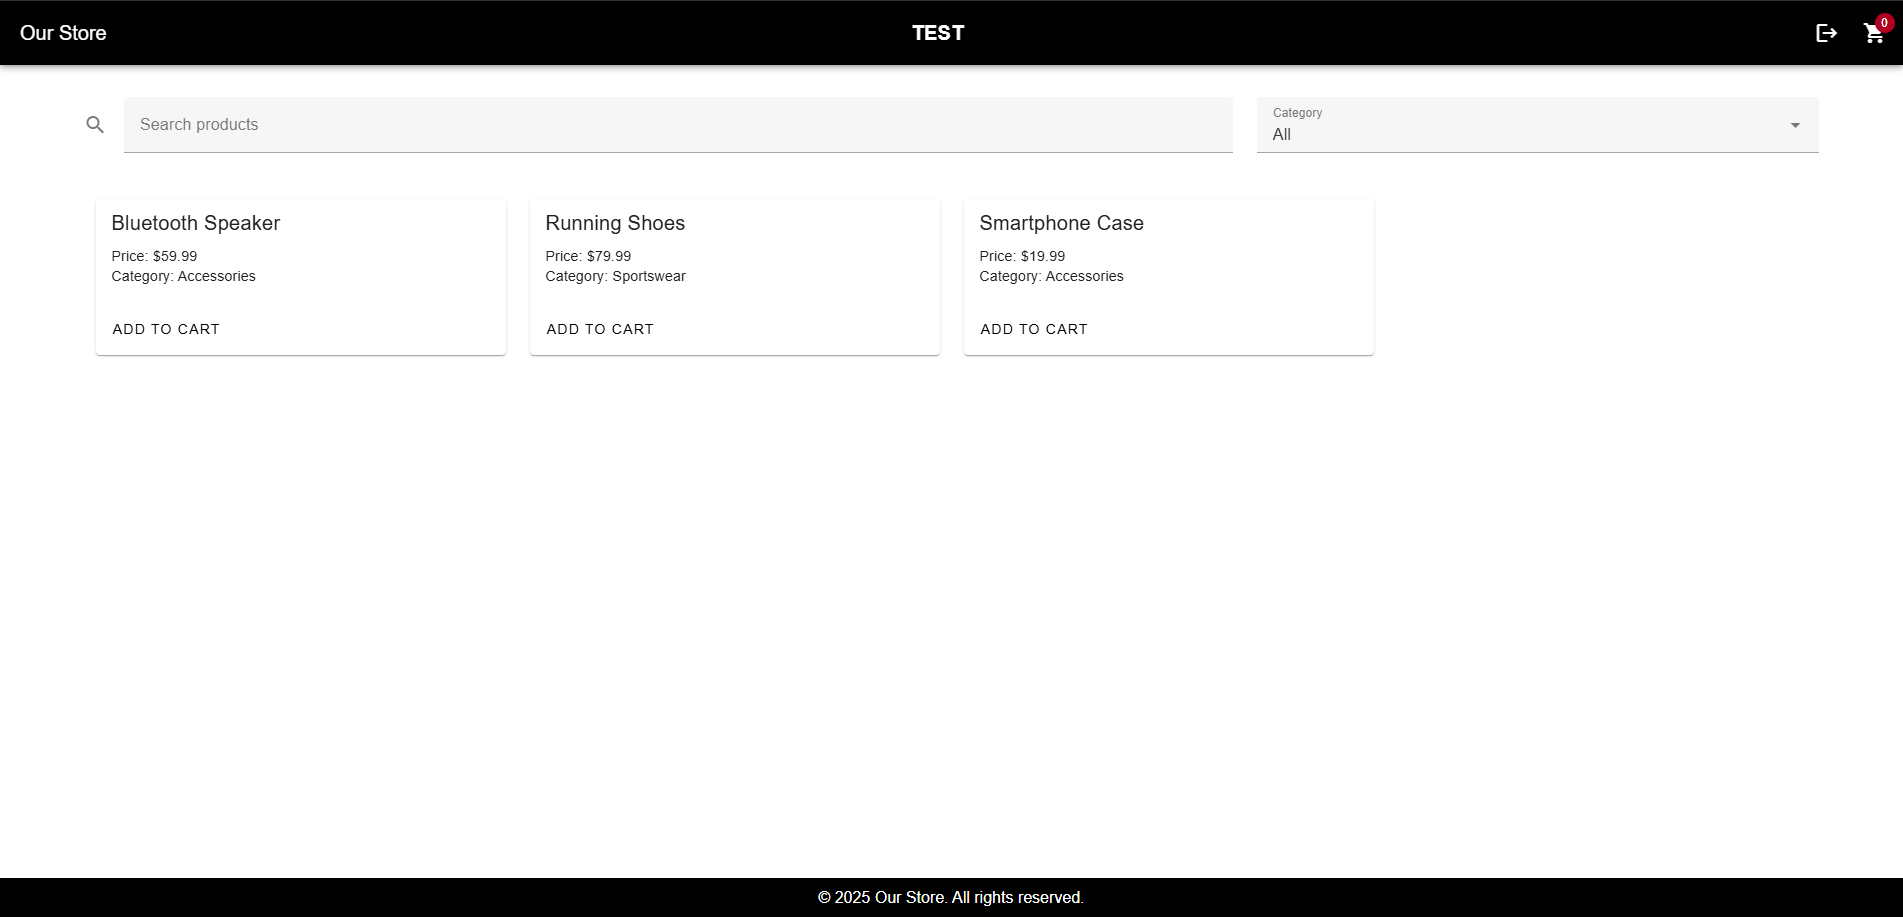 Our Store
TEST
0
Search products
Category
All
Bluetooth Speaker
Price: $59.99
Category: Accessories
ADD TO CART
Running Shoes
Price: $79.99
Category: Sportswear
ADD TO CART
Smartphone Case
Price: $19.99
Category: Accessories
ADD TO CART
© 2025 Our Store. All rights reserved.